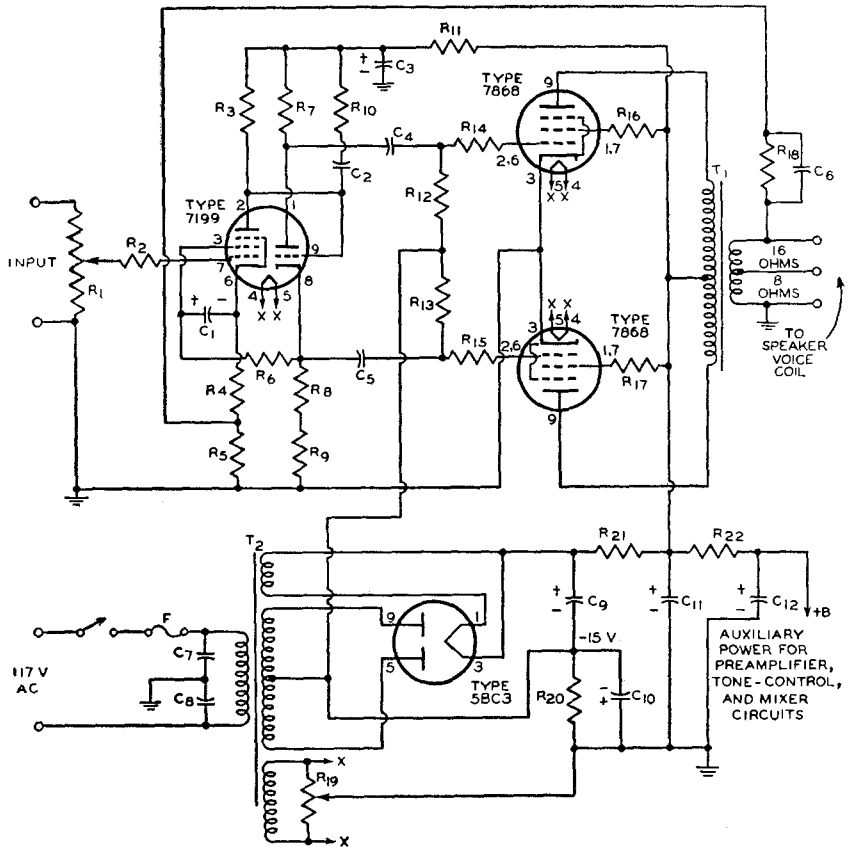 R11
C3
TYPE
7868
9
R3
R7
R10
C4
R14
2,6
1,7
R16
R18
C6
T1
C2
R12
3
5
4
X X
TYPE
7199
2
1
INPUT
R1
R2
3
7
6
9
8
4
5
X X
16
OHMS
8
OHMS
TO
SPEAKER
VOICE
COIL
R13
X X
3
5
4
TYPE
7868
C1
R15
2,6
1,7
R17
R6
C5
R4
R8
9
R5
R9
T2
R21
R22
117 V
AC
F
C7
C8
9
1
5
3
TYPE
5BC3
C9
-15 V.
C11
C12
+B
R20
C10
AUXILIARY
POWER FOR
PREAMPLIFIER,
TONE-CONTROL,
AND MIXER
CIRCUITS
X
R19
X